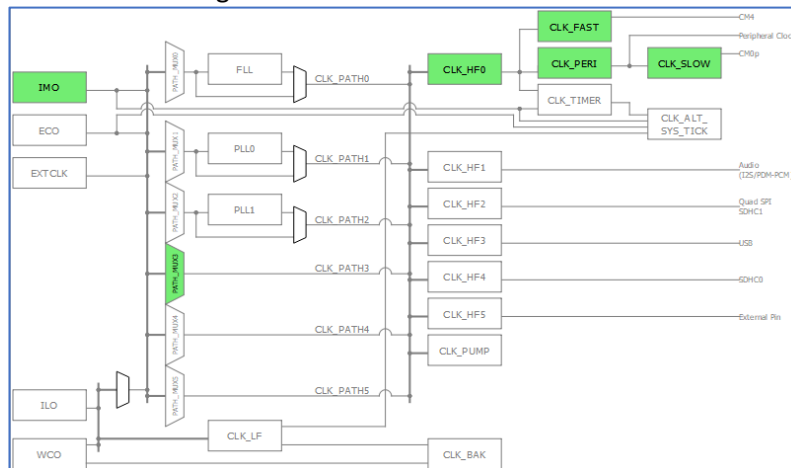 CLK_FAST
CM4
PATH_MUX0
FLL
CLK_PATH0
CLK_HF0
CLK_PERI
Peripheral Cloc
CLK_SLOW
CM0p
IMO
CLK_TIMER
CLK_ALT_
SYS_TICK
ECO
EXTCLK
PATH_MUX1
PLL0
CLK_PATH1
CLK_HF1
Audio
(I2S/PDM-PCM)
PATH_MUX2
PLL1
CLK_PATH2
CLK_HF2
Quad SPI
SDHC1
CLK_HF3
USB
PATH_MUX3
CLK_PATH3
CLK_HF4
SDHC0
PATH_MUX4
CLK_PATH4
CLK_HF5
External Pin
CLK_PUMP
PATH_MUX5
CLK_PATH5
ILO
CLK_LF
WCO
CLK_BAK